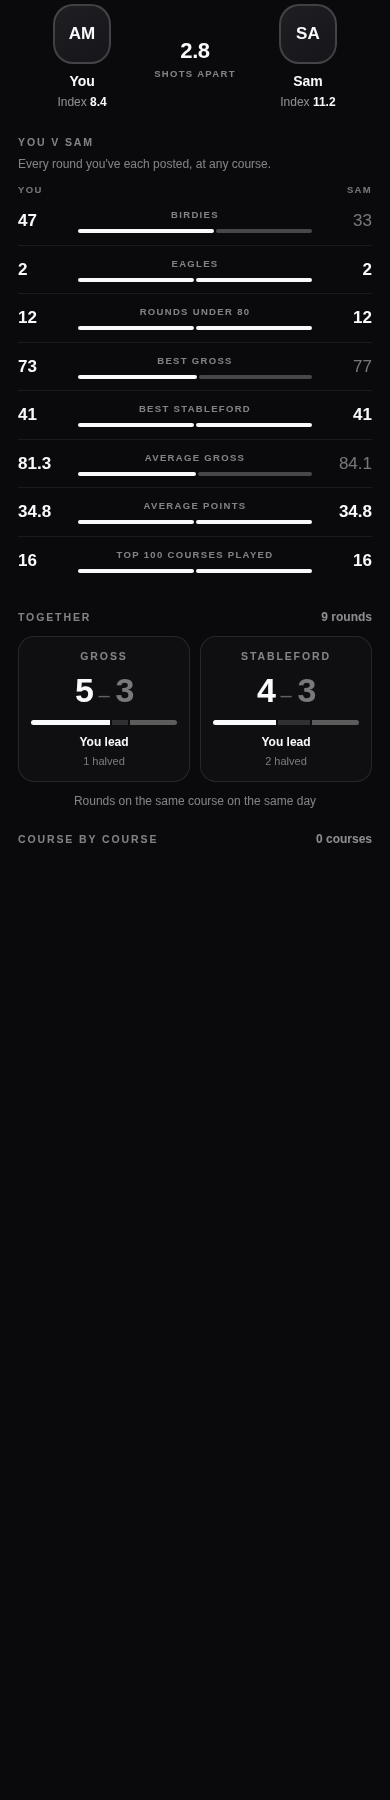 AM
You
Index 8.4
2.8
SHOTS APART
SA
Sam
Index 11.2
YOU V SAM
Every round you've each posted, at any course.
YOU SAM
47 BIRDIES 33
2 EAGLES 2
12 ROUNDS UNDER 80 12
73 BEST GROSS 77
41 BEST STABLEFORD 41
81.3 AVERAGE GROSS 84.1
34.8 AVERAGE POINTS 34.8
16 TOP 100 COURSES PLAYED 16
TOGETHER 9 rounds
GROSS
5 – 3
You lead
1 halved
STABLEFORD
4 – 3
You lead
2 halved
Rounds on the same course on the same day
COURSE BY COURSE 0 courses